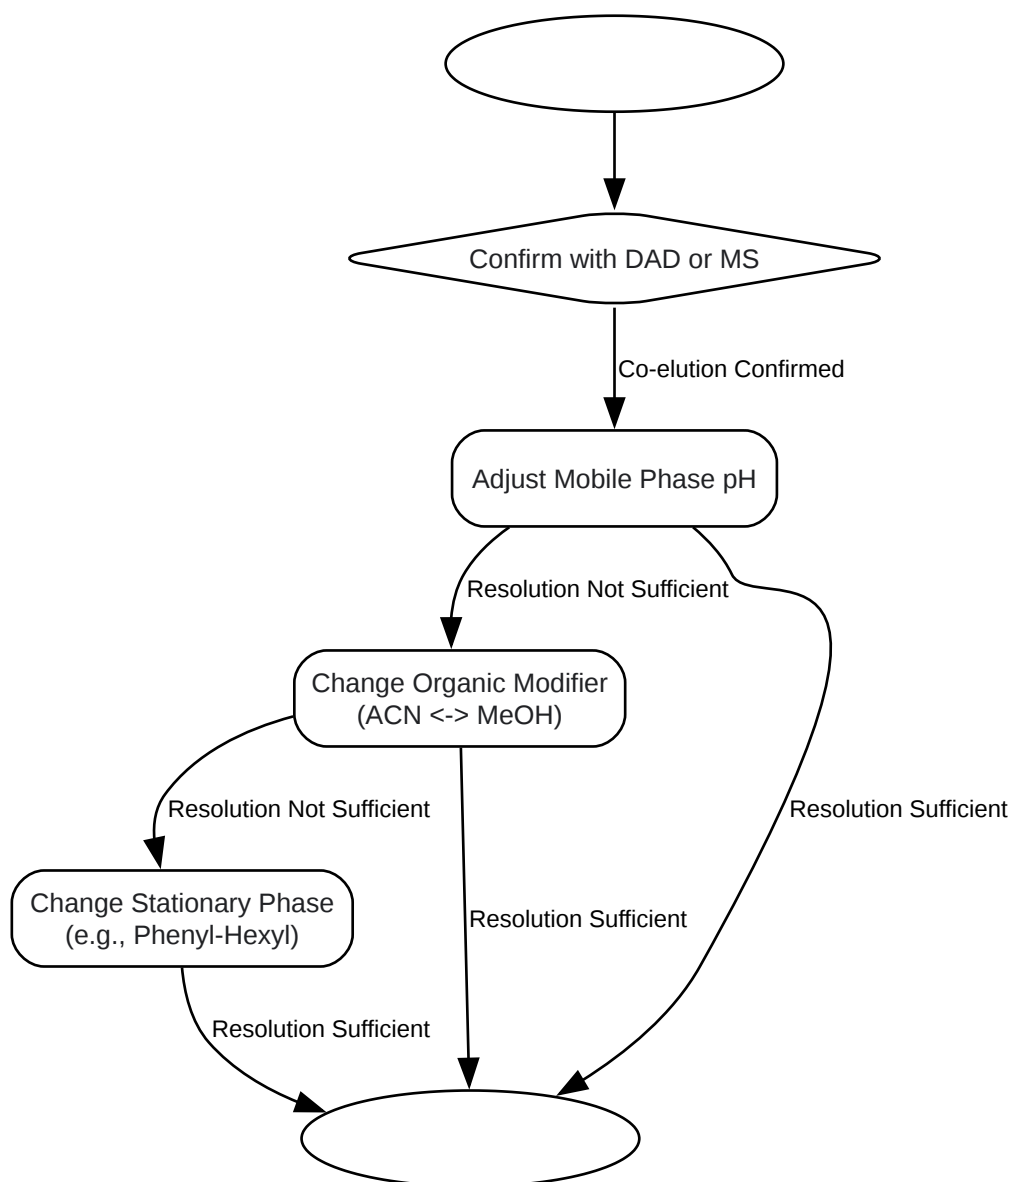 Confirm with DAD or MS
Co-elution Confirmed
Adjust Mobile Phase pH
Resolution Not Sufficient
Change Organic Modifier
(ACN <-> MeOH)
Resolution Not Sufficient
Resolution Sufficient
Change Stationary Phase
(e.g., Phenyl-Hexyl)
Resolution Sufficient
Resolution Sufficient